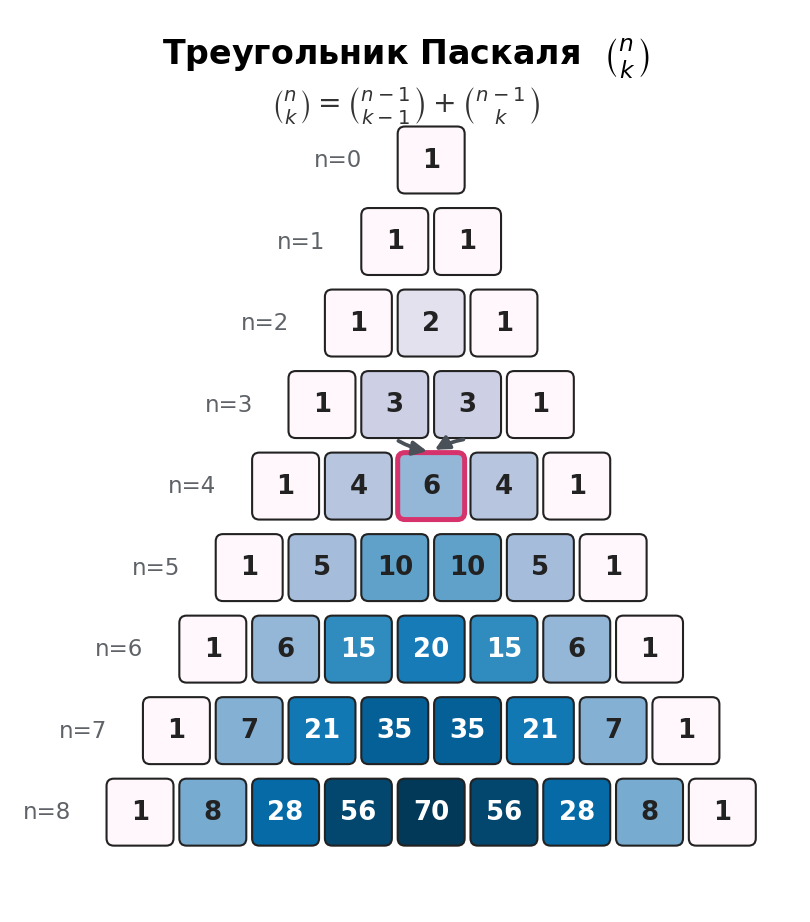 Треугольник Паскаля (n k)
(n k) = (n − 1 k − 1) + (n − 1 k)
n=0 1
n=1 1 1
n=2 1 2 1
n=3 1 3 3 1
n=4 1 4 6 4 1
n=5 1 5 10 10 5 1
n=6 1 6 15 20 15 6 1
n=7 1 7 21 35 35 21 7 1
n=8 1 8 28 56 70 56 28 8 1